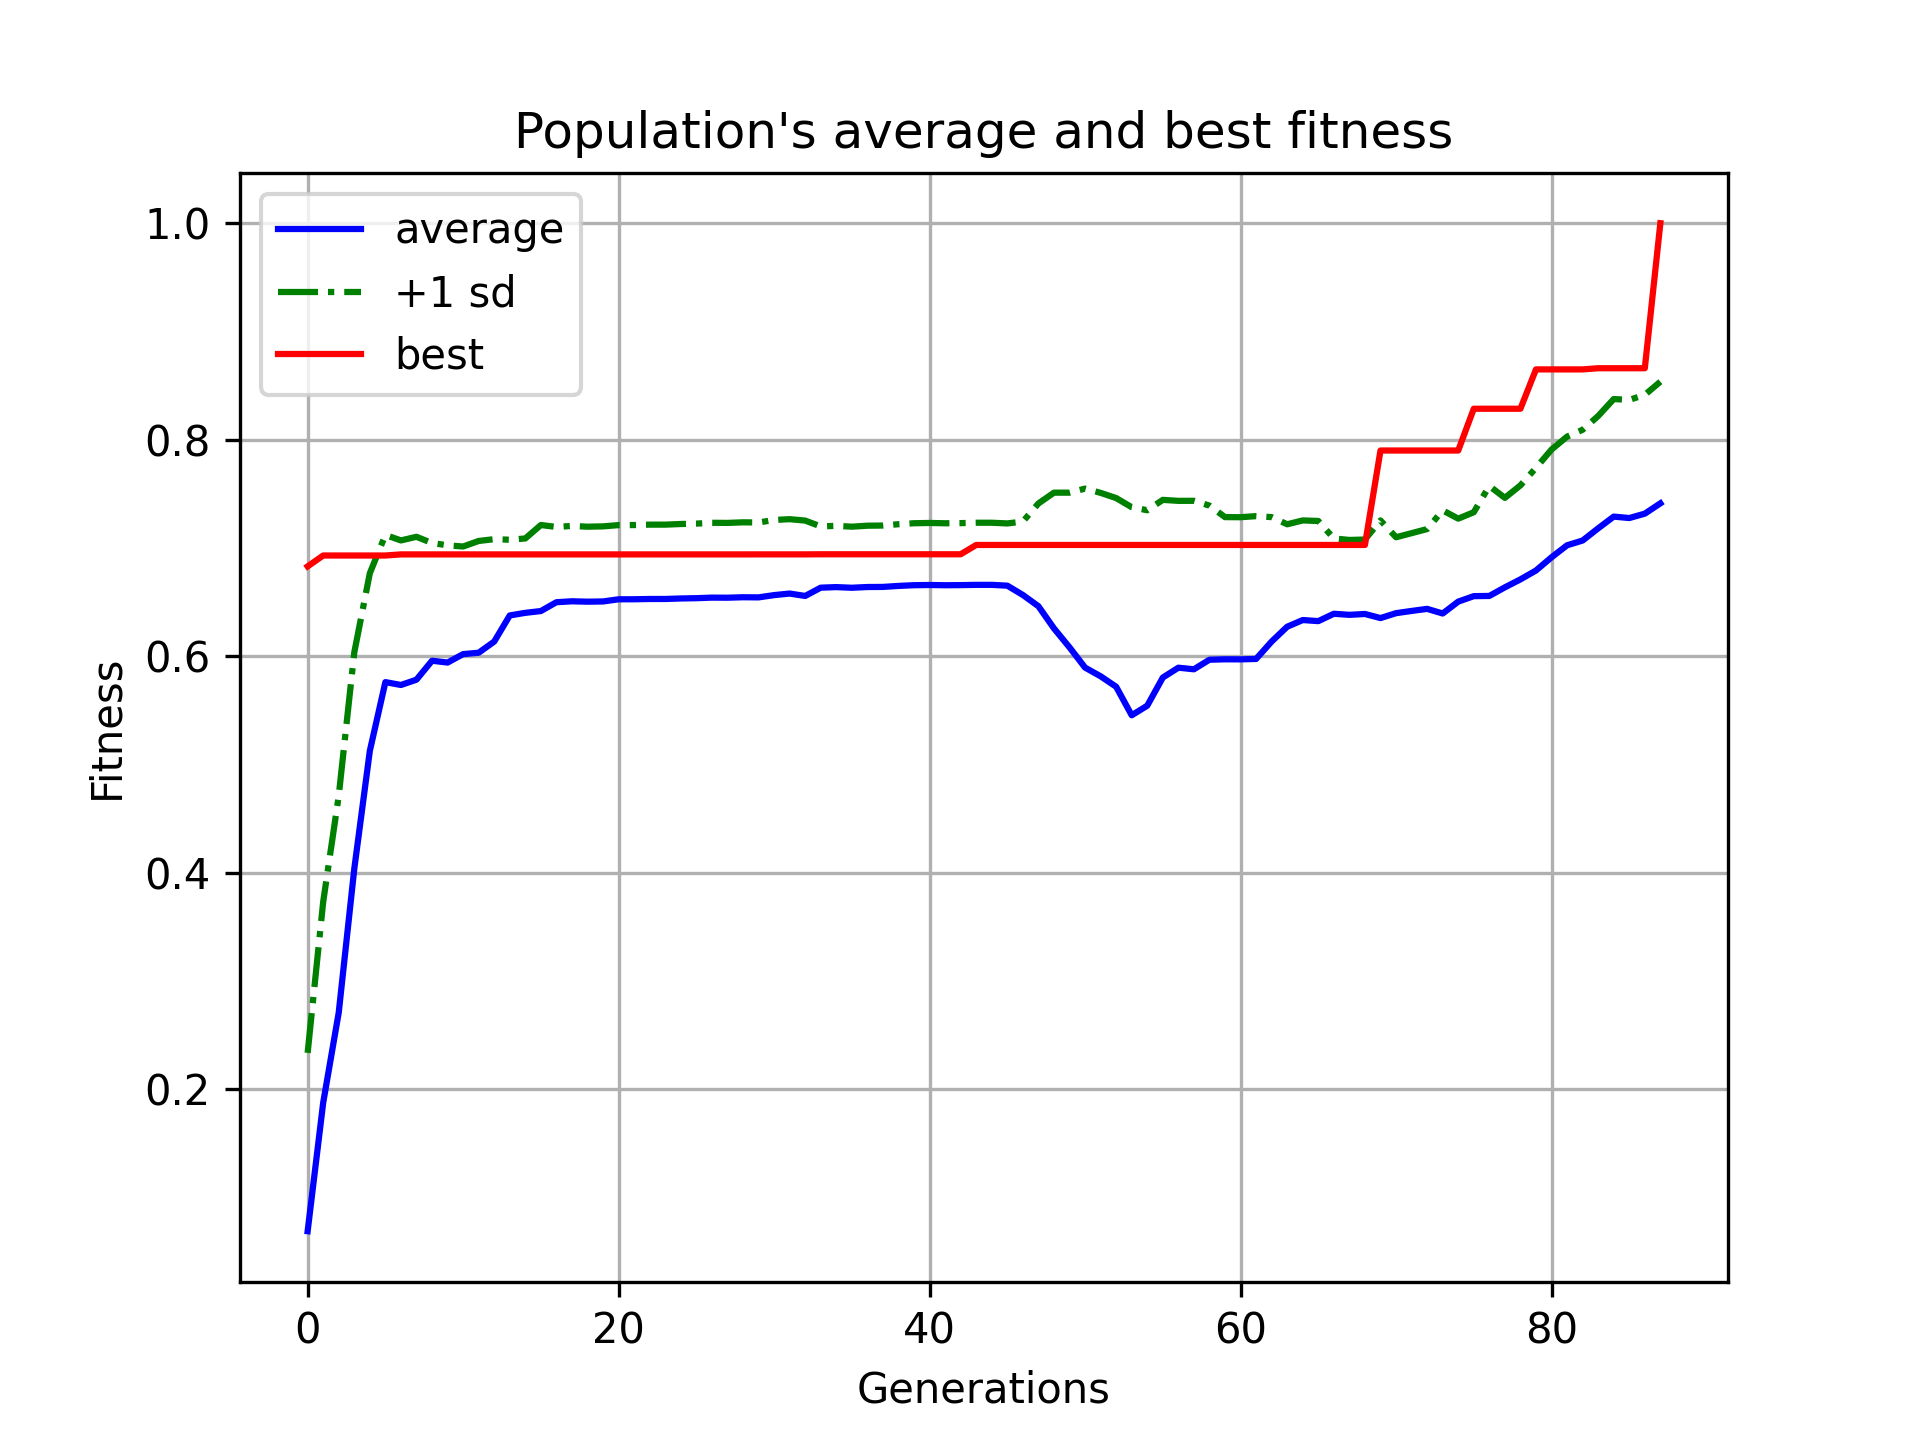 Population's average and best fitness
average
+1 sd
best
1.0
0.8
0.6
0.4
0.2
Fitness
0 20 40 60 80
Generations